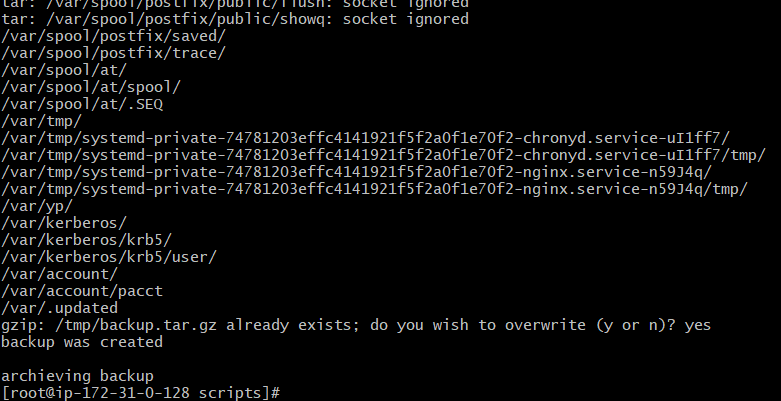 tar: /var/spool/postfix/public/flush: socket ignored
tar: /var/spool/postfix/public/showq: socket ignored
/var/spool/postfix/saved/
/var/spool/postfix/trace/
/var/spool/at/
/var/spool/at/spool/
/var/spool/at/.SEQ
/var/tmp/
/var/tmp/systemd-private-74781203effc4141921f5f2a0f1e70f2-chronyd.service-uI1ff7/
/var/tmp/systemd-private-74781203effc4141921f5f2a0f1e70f2-chronyd.service-uI1ff7/tmp/
/var/tmp/systemd-private-74781203effc4141921f5f2a0f1e70f2-nginx.service-n59J4q/
/var/tmp/systemd-private-74781203effc4141921f5f2a0f1e70f2-nginx.service-n59J4q/tmp/
/var/yp/
/var/kerberos/
/var/kerberos/krb5/
/var/kerberos/krb5/user/
/var/account/
/var/account/pacct
/var/.updated
gzip: /tmp/backup.tar.gz already exists; do you wish to overwrite (y or n)? yes
backup was created
archieving backup
[root@ip-172-31-0-128 scripts]#